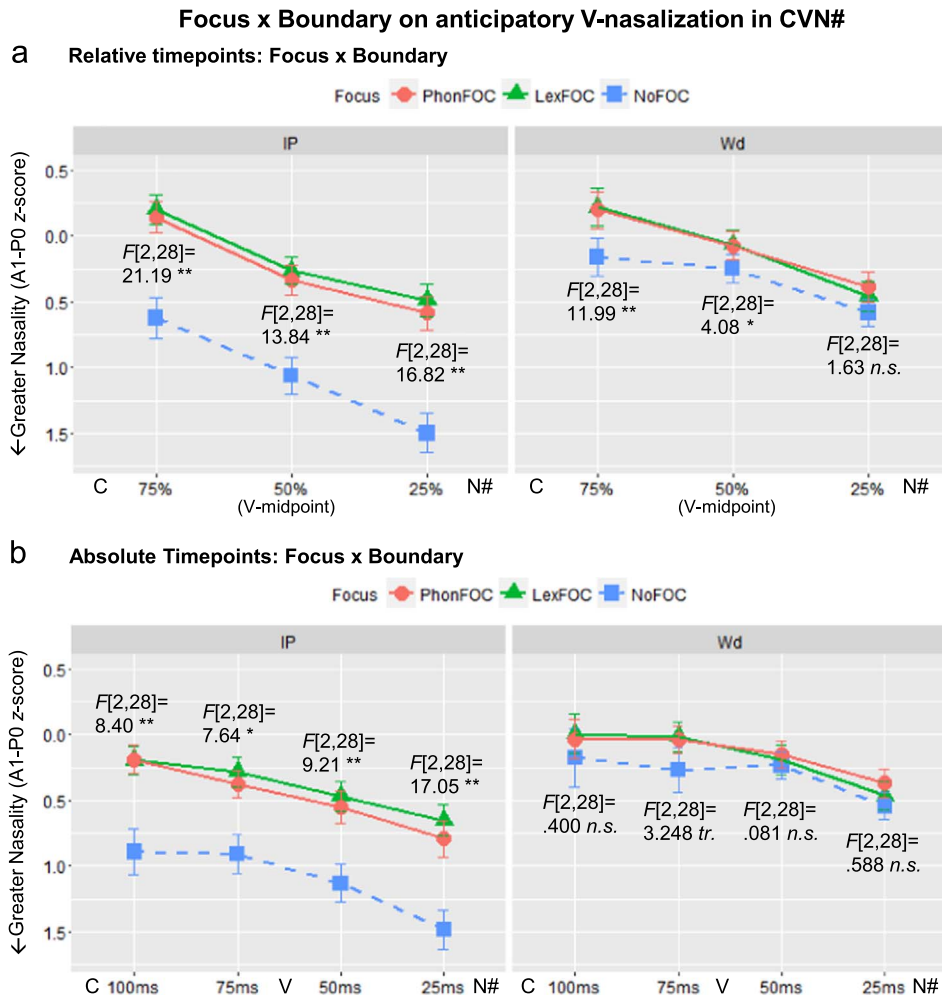 Focus x Boundary on anticipatory V-nasalization in CVN#
a Relative timepoints: Focus x Boundary
Focus PhonFOC LexFOC NoFOC
←Greater Nasality (A1-P0 z-score)
IP
Wd
0.5
0.0
0.5
1.0
1.5
F[2,28]=
21.19 **
F[2,28]=
13.84 **
F[2,28]=
16.82 **
F[2,28]=
11.99 **
F[2,28]=
4.08 *
F[2,28]=
1.63 n.s.
C 75% 50% 25% N#
(V-midpoint)
C 75% 50% 25% N#
(V-midpoint)
b Absolute Timepoints: Focus x Boundary
Focus PhonFOC LexFOC NoFOC
←Greater Nasality (A1-P0 z-score)
IP
Wd
0.5
0.0
0.5
1.0
1.5
F[2,28]=
8.40 **
F[2,28]=
7.64 *
F[2,28]=
9.21 **
F[2,28]=
17.05 **
F[2,28]=
.400 n.s.
F[2,28]=
3.248 tr.
F[2,28]=
.081 n.s.
F[2,28]=
.588 n.s.
C 100ms 75ms V 50ms 25ms N#
C 100ms 75ms V 50ms 25ms N#